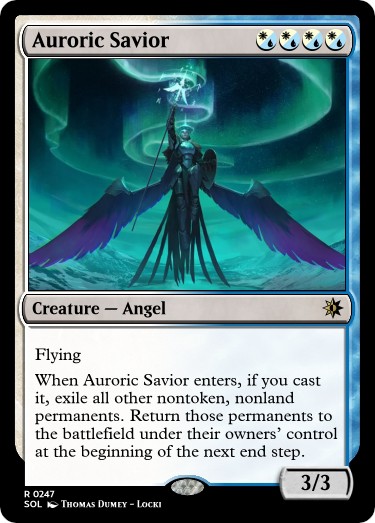 Auroric Savior
Creature — Angel
Flying
When Auroric Savior enters, if you cast
it, exile all other nontoken, nonland
permanents. Return those permanents to
the battlefield under their owners’ control
at the beginning of the next end step.
3/3
R 0247
SOL Thomas Dumey – Locki